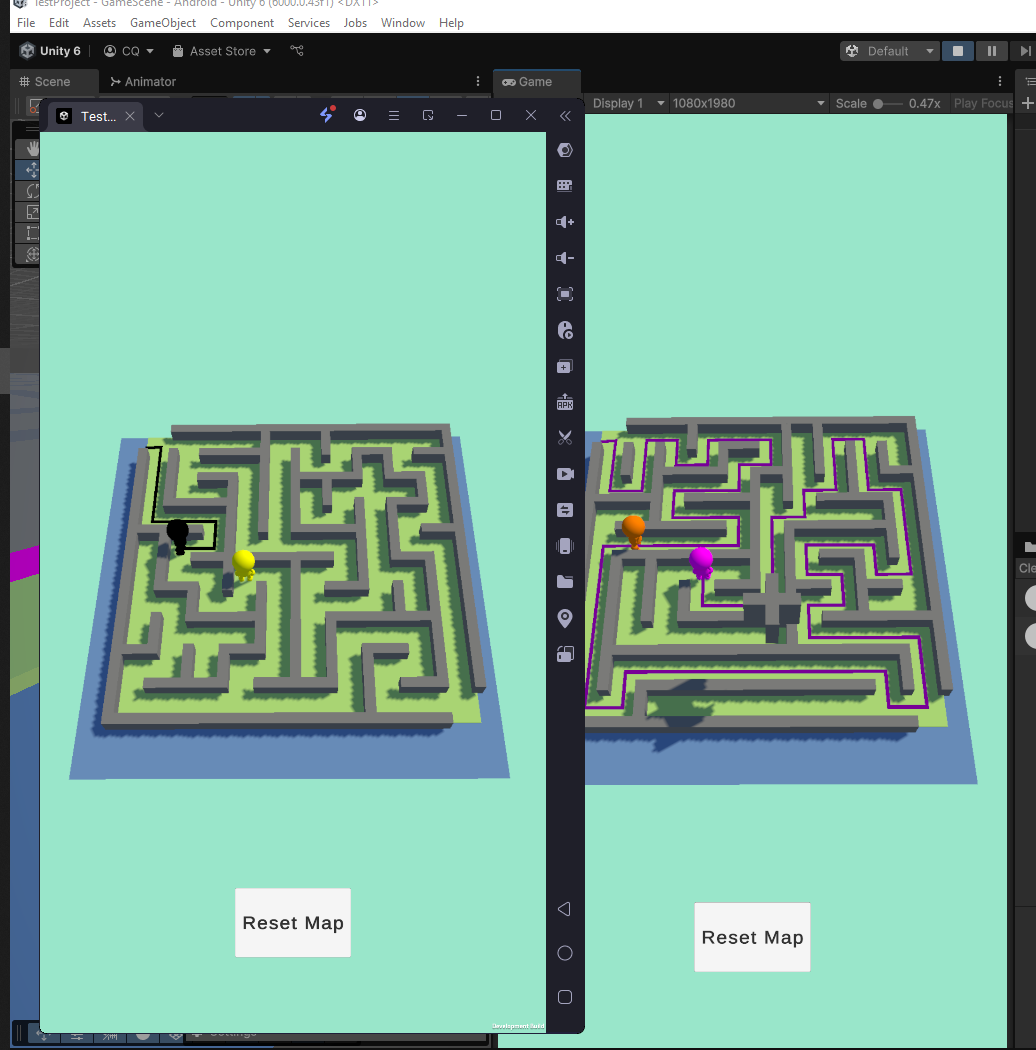 TestProject - GameScene - Android - Unity 6 (6000.0.43f1) <DX11>
File Edit Assets GameObject Component Services Jobs Window Help
Unity 6 CQ Asset Store Default
Scene Animator Game
Display 1 1080x1980 Scale 0.47x Play Focus
Test...
APK
Cle
Reset Map
Reset Map
Development Build
Settings